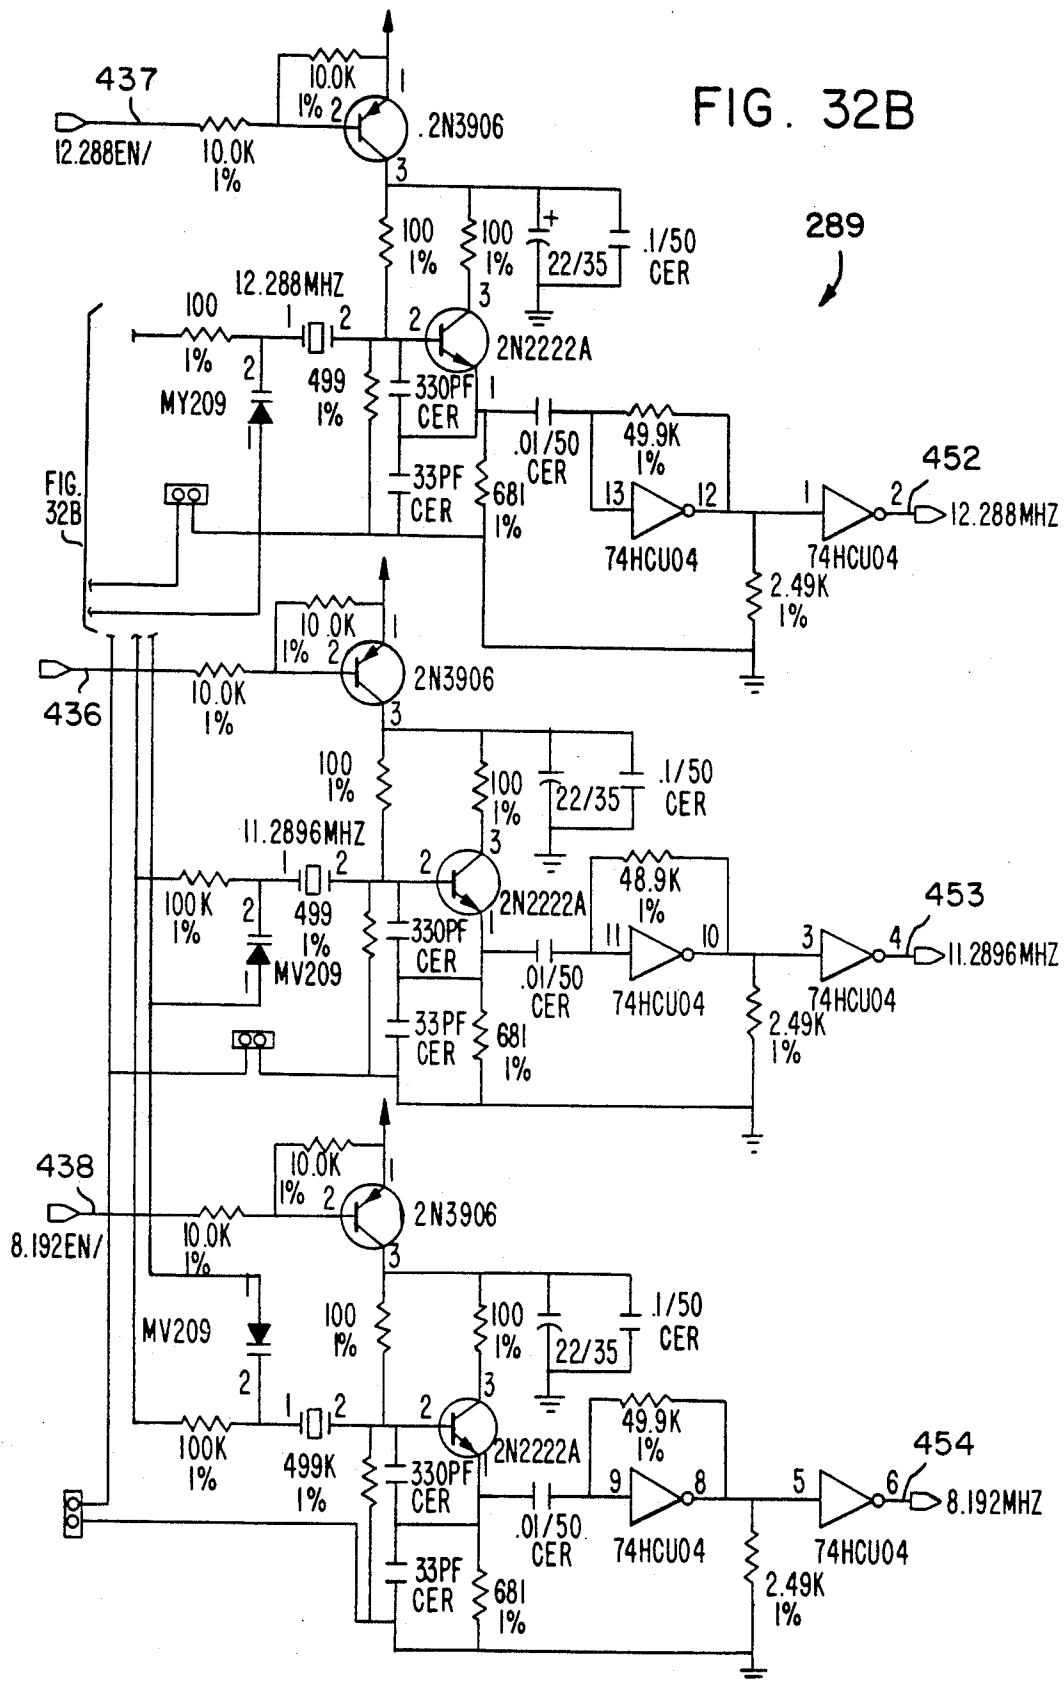 FIG. 32B
289
437
12.288EN/
10.0K
1%
10.0K
1%
1
2
3
.2N3906
100
1%
100
1%
+
22/35
.1/50
CER
12.288MHZ
1
2
100
1%
2
MY209
1
499
1%
2
3
1
2N2222A
330PF
CER
33PF
CER
681
1%
.01/50
CER
49.9K
1%
13
12
74HCU04
1
2
74HCU04
452
12.288MHZ
2.49K
1%
FIG.
32B
436
10.0K
1%
10.0K
1%
1
2
3
2N3906
100
1%
100
1%
22/35
.1/50
CER
11.2896MHZ
1
2
100K
1%
2
1
MV209
499
1%
2
3
1
2N2222A
330PF
CER
33PF
CER
681
1%
.01/50
CER
48.9K
1%
11
10
74HCU04
3
4
74HCU04
453
11.2896MHZ
2.49K
1%
438
8.192EN/
10.0K
1%
10.0K
1%
1
2
3
2N3906
100
1%
100
1%
22/35
.1/50
CER
1
MV209
2
100K
1%
1
2
499K
1%
2
3
1
2N2222A
330PF
CER
33PF
CER
681
1%
.01/50
CER
49.9K
1%
9
8
74HCU04
5
6
74HCU04
454
8.192MHZ
2.49K
1%